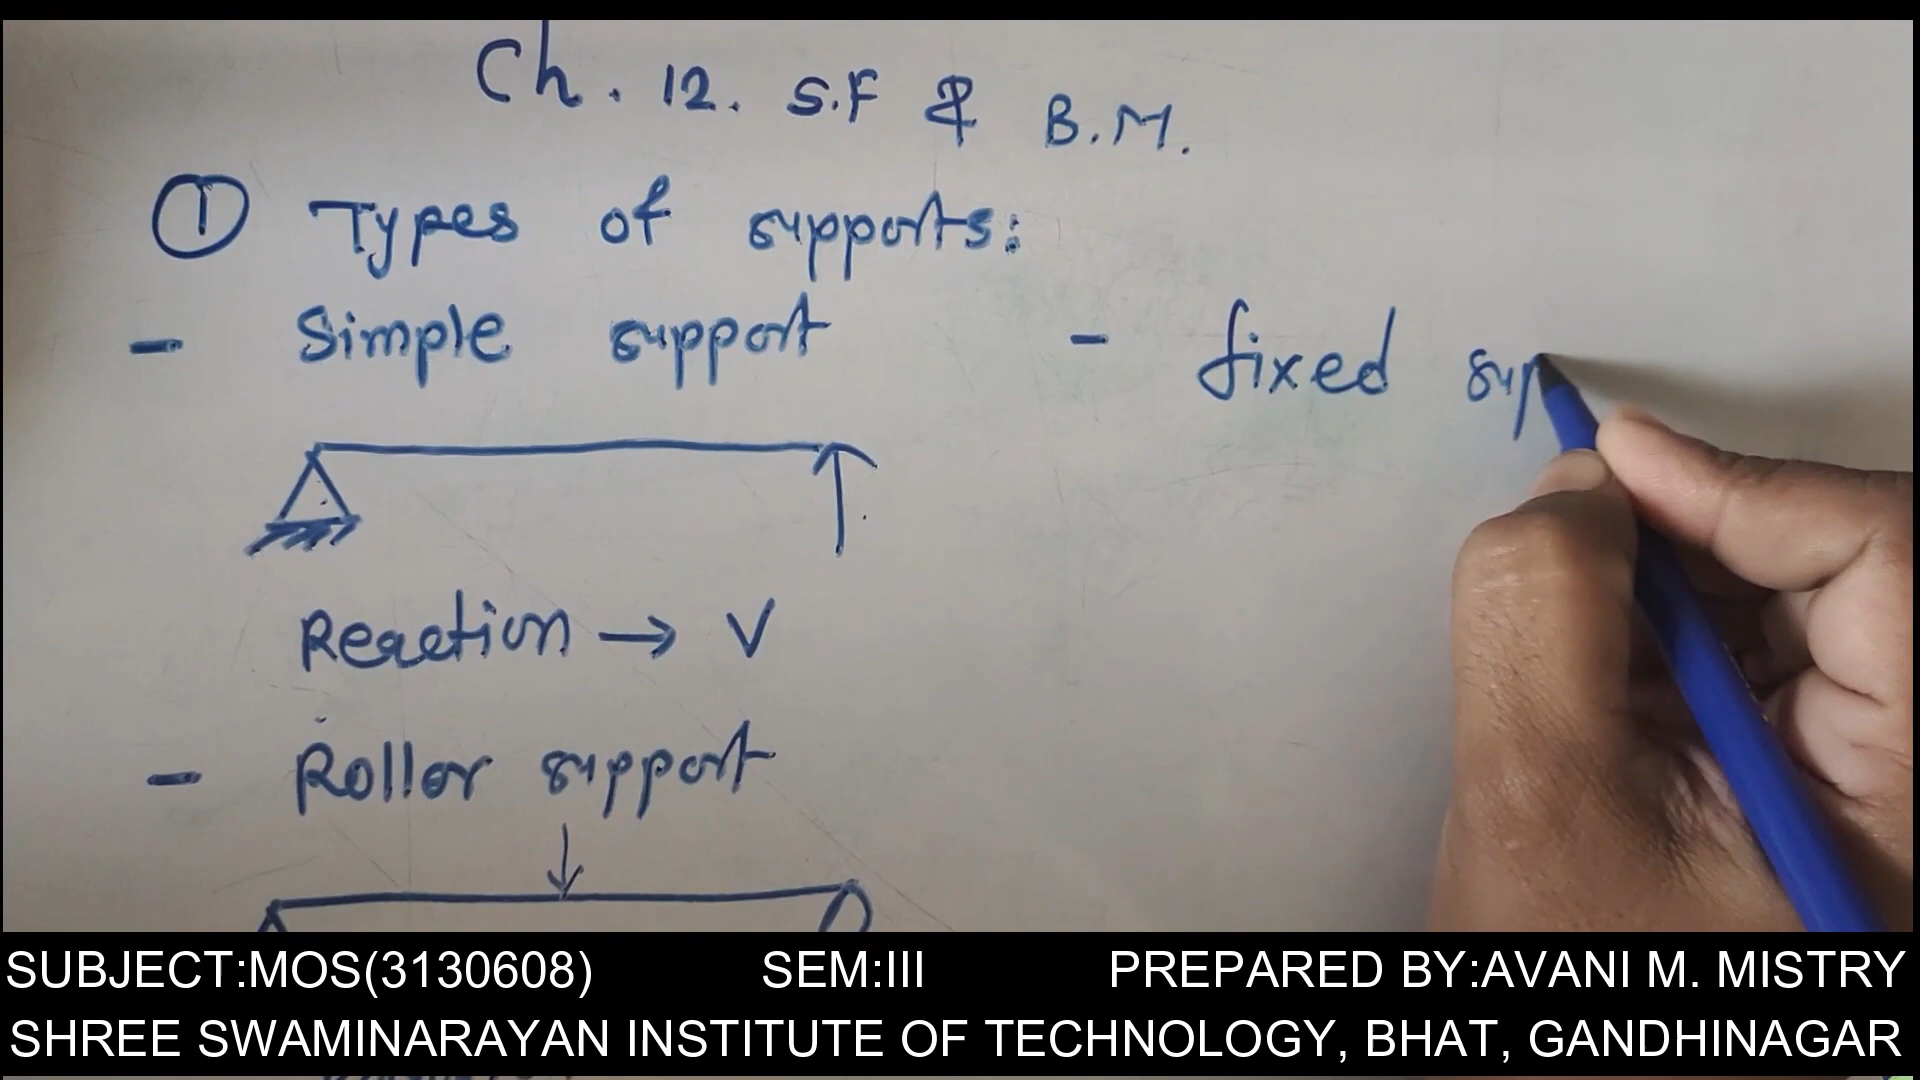 Ch. 12. S.F & B.M.
① Types of supports:
- Simple support
Reaction → V
- Rollor support
- fixed sup
SUBJECT:MOS(3130608) SEM:III PREPARED BY:AVANI M. MISTRY
SHREE SWAMINARAYAN INSTITUTE OF TECHNOLOGY, BHAT, GANDHINAGAR